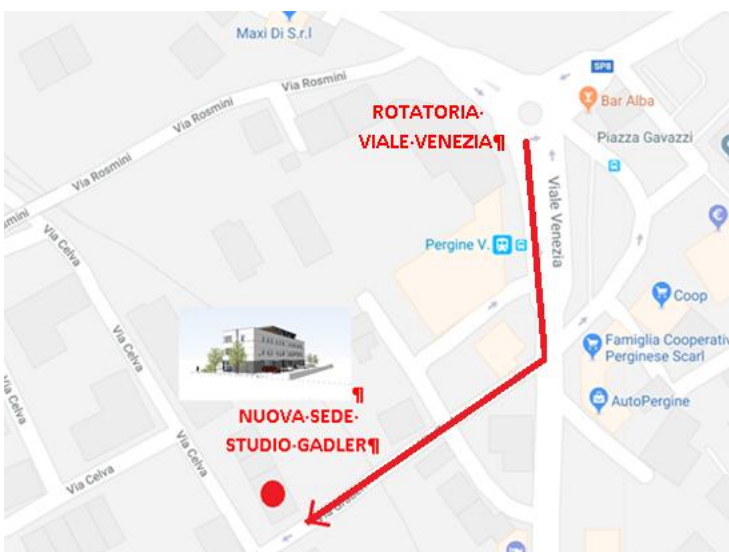 Maxi Di S.r.l
SP8
Via Rosmini
Bar Alba
ROTATORIA·
VIALE·VENEZIA¶
Via Rosmini
Piazza Gavazzi
Via Rosmini
Viale Venezia
Via Celva
Pergine V.
Coop
Famiglia Cooperativ
Perginese Scarl
Via Celva
¶
NUOVA·SEDE·
STUDIO·GADLER¶
AutoPergine
Via Celva
Via Celva
Via Celva